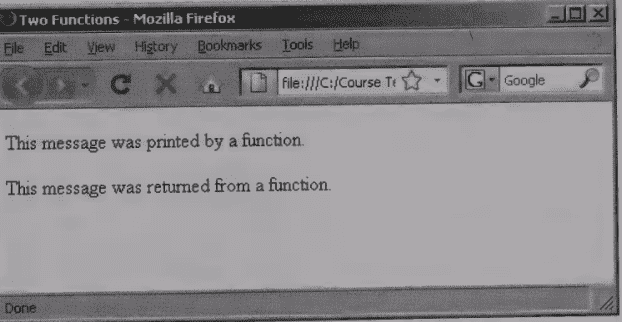 Two Functions - Mozilla Firefox
File Edit View History Bookmarks Tools Help
file:///C:/Course Te G Google
This message was printed by a function.
This message was returned from a function.
Done